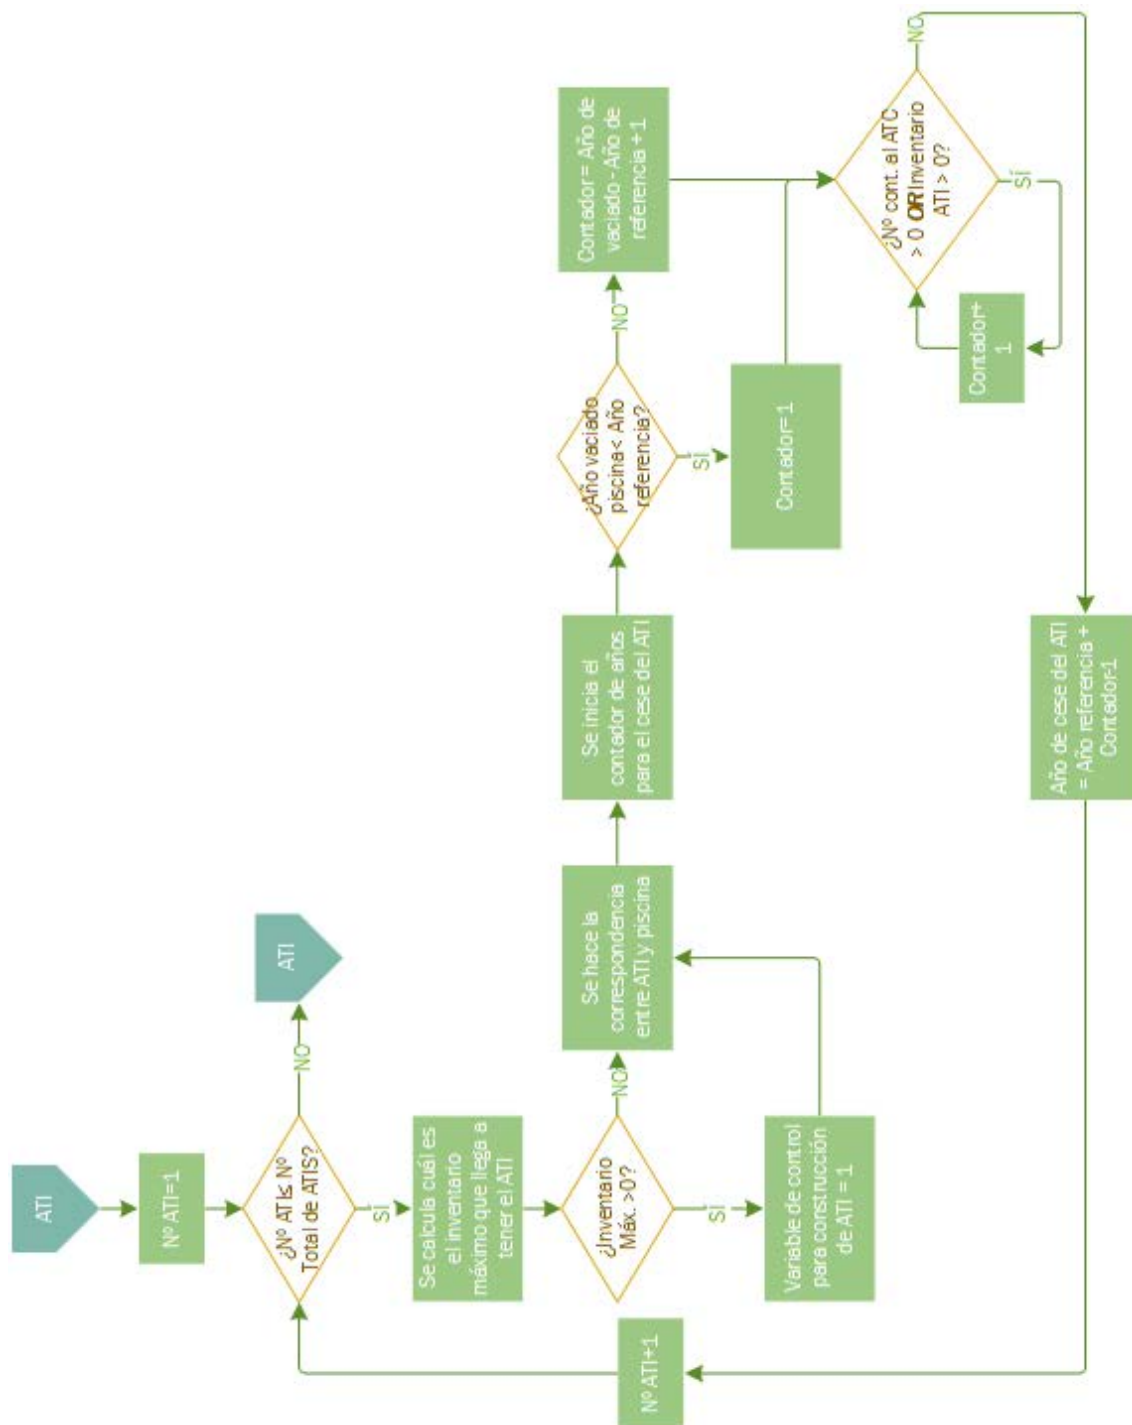 ATI
Nº ATI=1
¿Nº ATI≤ Nº
Total de ATIS?
NO
ATI
SÍ
Se calcula cuál es
el inventario
máximo que llega a
tener el ATI
¿Inventario
Máx. >0?
NO
SÍ
Variable de control
para construcción
de ATI = 1
Se hace la
correspondencia
entre ATI y piscina
Se inicia el
contador de años
para el cese del ATI
¿Año vaciado
piscina< Año
referencia?
NO
SÍ
Contador=1
Contador= Año de
vaciado - Año de
referencia + 1
¿Nº cont. al ATC
> 0 OR Inventario
ATI > 0?
NO
SÍ
Contador+
1
Año de cese del ATI
= Año referencia +
Contador-1
Nº ATI+1